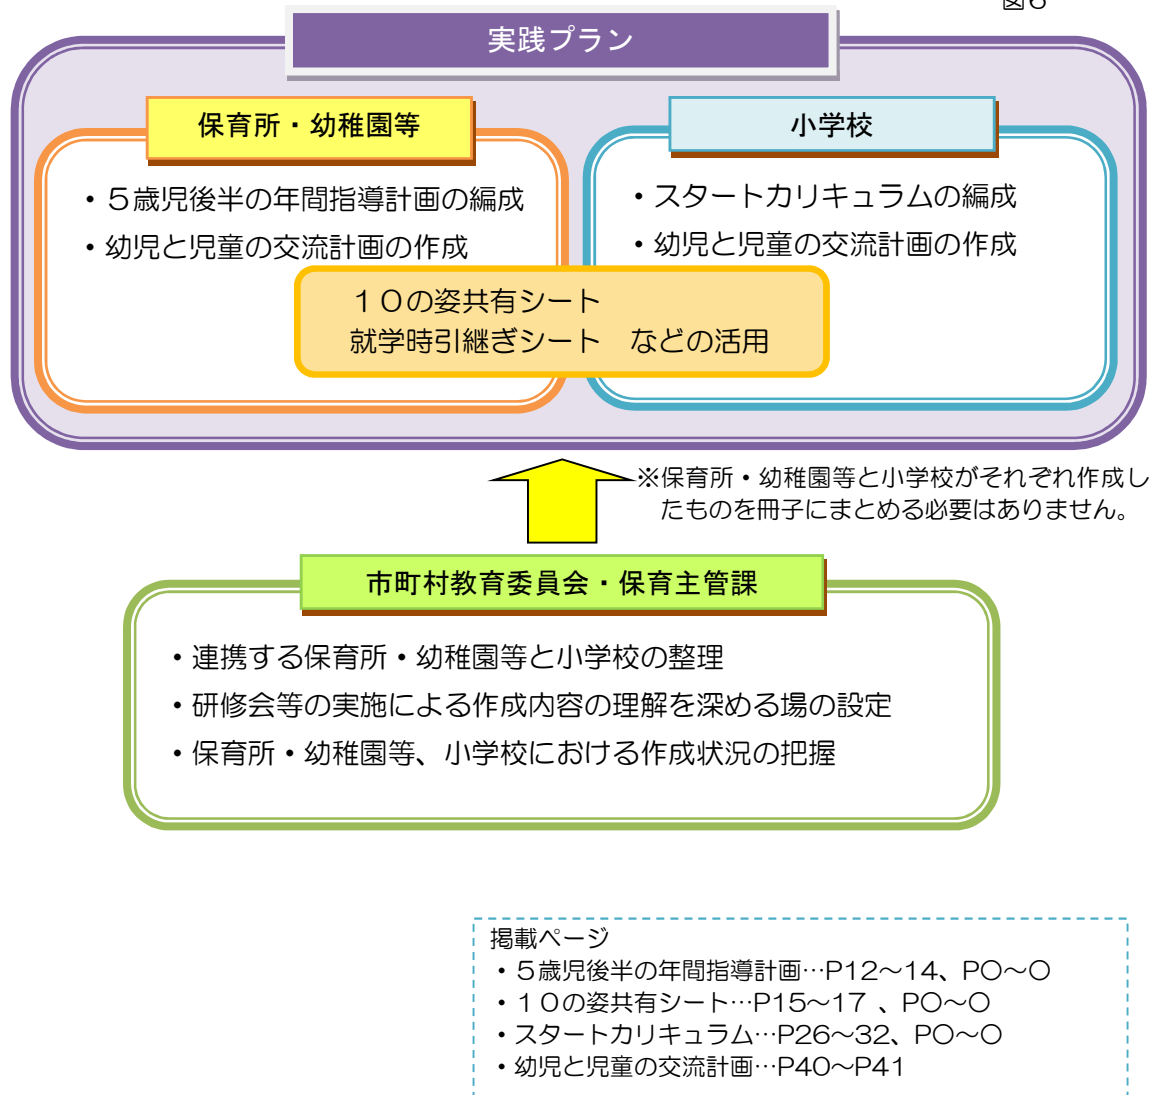 図6
実践プラン
保育所・幼稚園等
・５歳児後半の年間指導計画の編成
・幼児と児童の交流計画の作成
小学校
・スタートカリキュラムの編成
・幼児と児童の交流計画の作成
１０の姿共有シート
就学時引継ぎシート　などの活用
※保育所・幼稚園等と小学校がそれぞれ作成し
たものを冊子にまとめる必要はありません。
市町村教育委員会・保育主管課
・連携する保育所・幼稚園等と小学校の整理
・研修会等の実施による作成内容の理解を深める場の設定
・保育所・幼稚園等、小学校における作成状況の把握
掲載ページ
・５歳児後半の年間指導計画…P12～14、P○～○
・１０の姿共有シート…P15～17 、P○～○
・スタートカリキュラム…P26～32、P○～○
・幼児と児童の交流計画…P40～P41